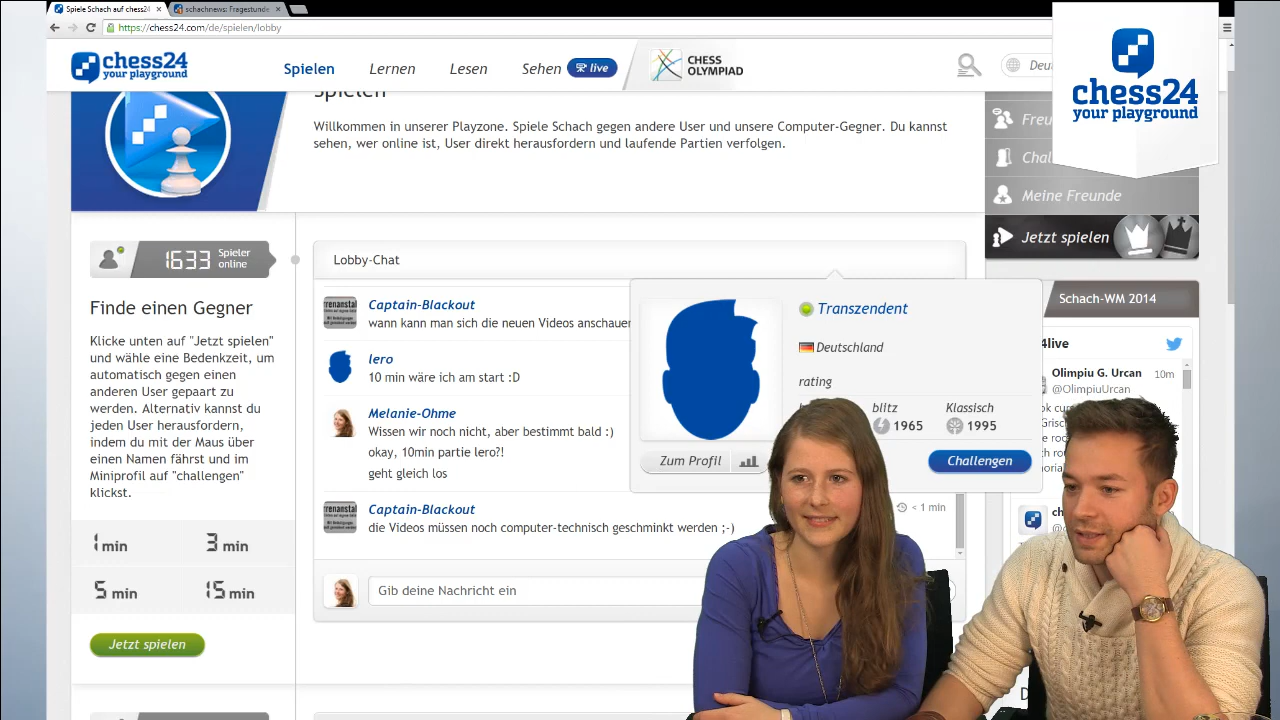 Spiele Schach auf chess24
schachnews: Fragestunde
https://chess24.com/de/spielen/lobby
chess24
your playground
Spielen
Lernen
Lesen
Sehen
live
CHESS
OLYMPIAD
chess24
your playground
Spielen
Willkommen in unserer Playzone. Spiele Schach gegen andere User und unsere Computer-Gegner. Du kannst
sehen, wer online ist, User direkt herausfordern und laufende Partien verfolgen.
Meine Freunde
Jetzt spielen
1633 Spieler
online
Finde einen Gegner
Klicke unten auf "Jetzt spielen"
und wähle eine Bedenkzeit, um
automatisch gegen einen
anderen User gepaart zu
werden. Alternativ kannst du
jeden User herausfordern,
indem du mit der Maus über
einen Namen fährst und im
Miniprofil auf "challengen"
klickst.
1 min
3 min
5 min
15 min
Jetzt spielen
Lobby-Chat
Captain-Blackout
wann kann man sich die neuen Videos anschauen
lero
10 min wäre ich am start :D
Melanie-Ohme
Wissen wir noch nicht, aber bestimmt bald :)
okay, 10min partie lero?!
geht gleich los
Captain-Blackout
die Videos müssen noch computer-technisch geschminkt werden ;-)
< 1 min
Gib deine Nachricht ein
Transzendent
Deutschland
rating
blitz
1965
Klassisch
1995
Zum Profil
Challengen
Schach-WM 2014
Olimpiu G. Urcan
10m
@OlimpiuUrcan